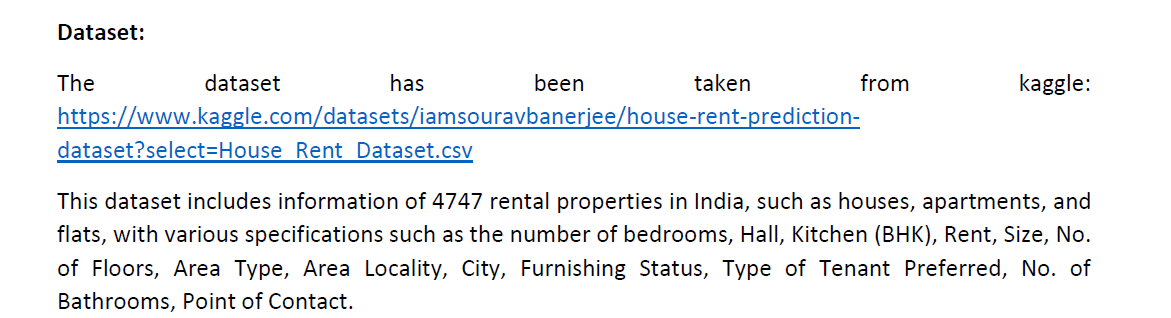 Dataset:
The dataset has been taken from kaggle:
https://www.kaggle.com/datasets/iamsouravbanerjee/house-rent-prediction-
dataset?select=House_Rent_Dataset.csv
This dataset includes information of 4747 rental properties in India, such as houses, apartments, and
flats, with various specifications such as the number of bedrooms, Hall, Kitchen (BHK), Rent, Size, No.
of Floors, Area Type, Area Locality, City, Furnishing Status, Type of Tenant Preferred, No. of
Bathrooms, Point of Contact.